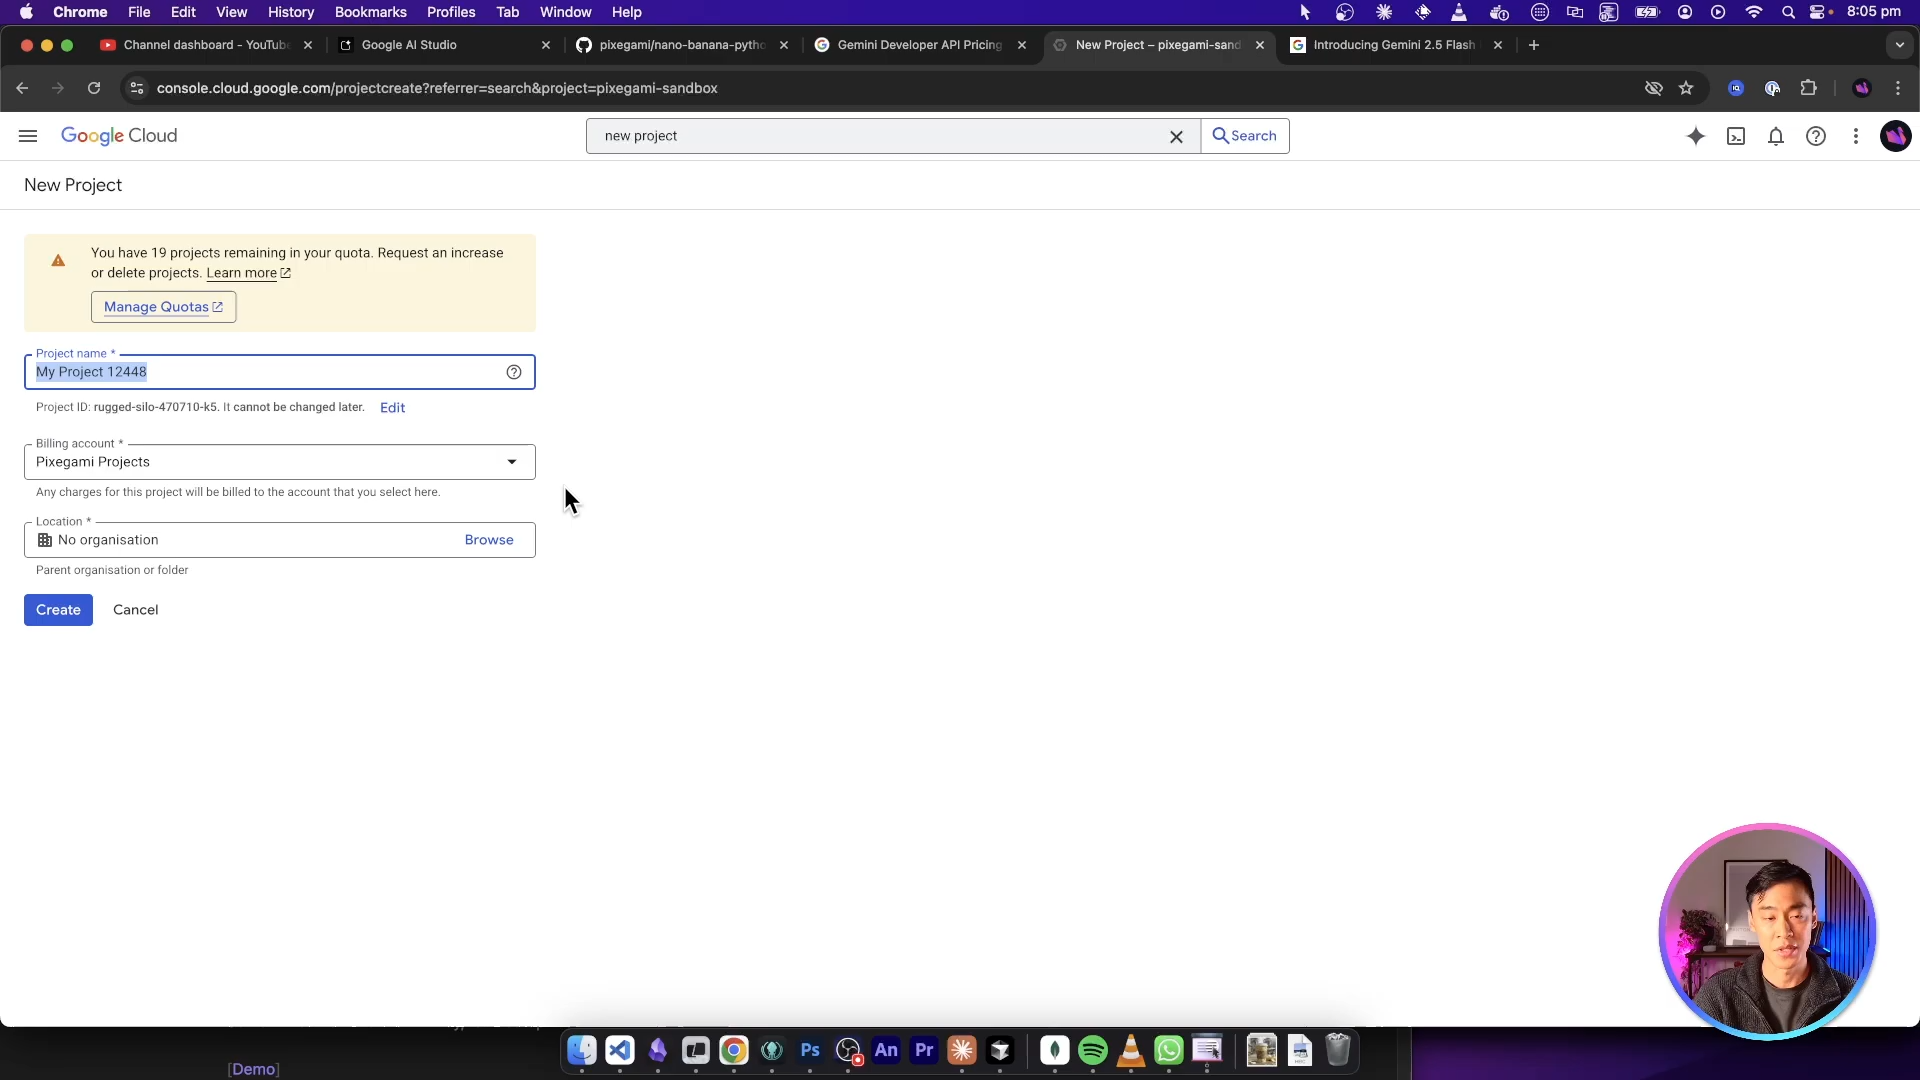 Chrome File Edit View History Bookmarks Profiles Tab Window Help 8:05 pm
Channel dashboard - YouTube
Google AI Studio
pixegami/nano-banana-pytho
Gemini Developer API Pricing
New Project – pixegami-sand
Introducing Gemini 2.5 Flash
console.cloud.google.com/projectcreate?referrer=search&project=pixegami-sandbox
Google Cloud
new project
Search
New Project
You have 19 projects remaining in your quota. Request an increase
or delete projects. Learn more
Manage Quotas
Project name *
My Project 12448
Project ID: rugged-silo-470710-k5. It cannot be changed later. Edit
Billing account *
Pixegami Projects
Any charges for this project will be billed to the account that you select here.
Location *
No organisation
Browse
Parent organisation or folder
Create
Cancel
Ps
An
Pr
[Demo]